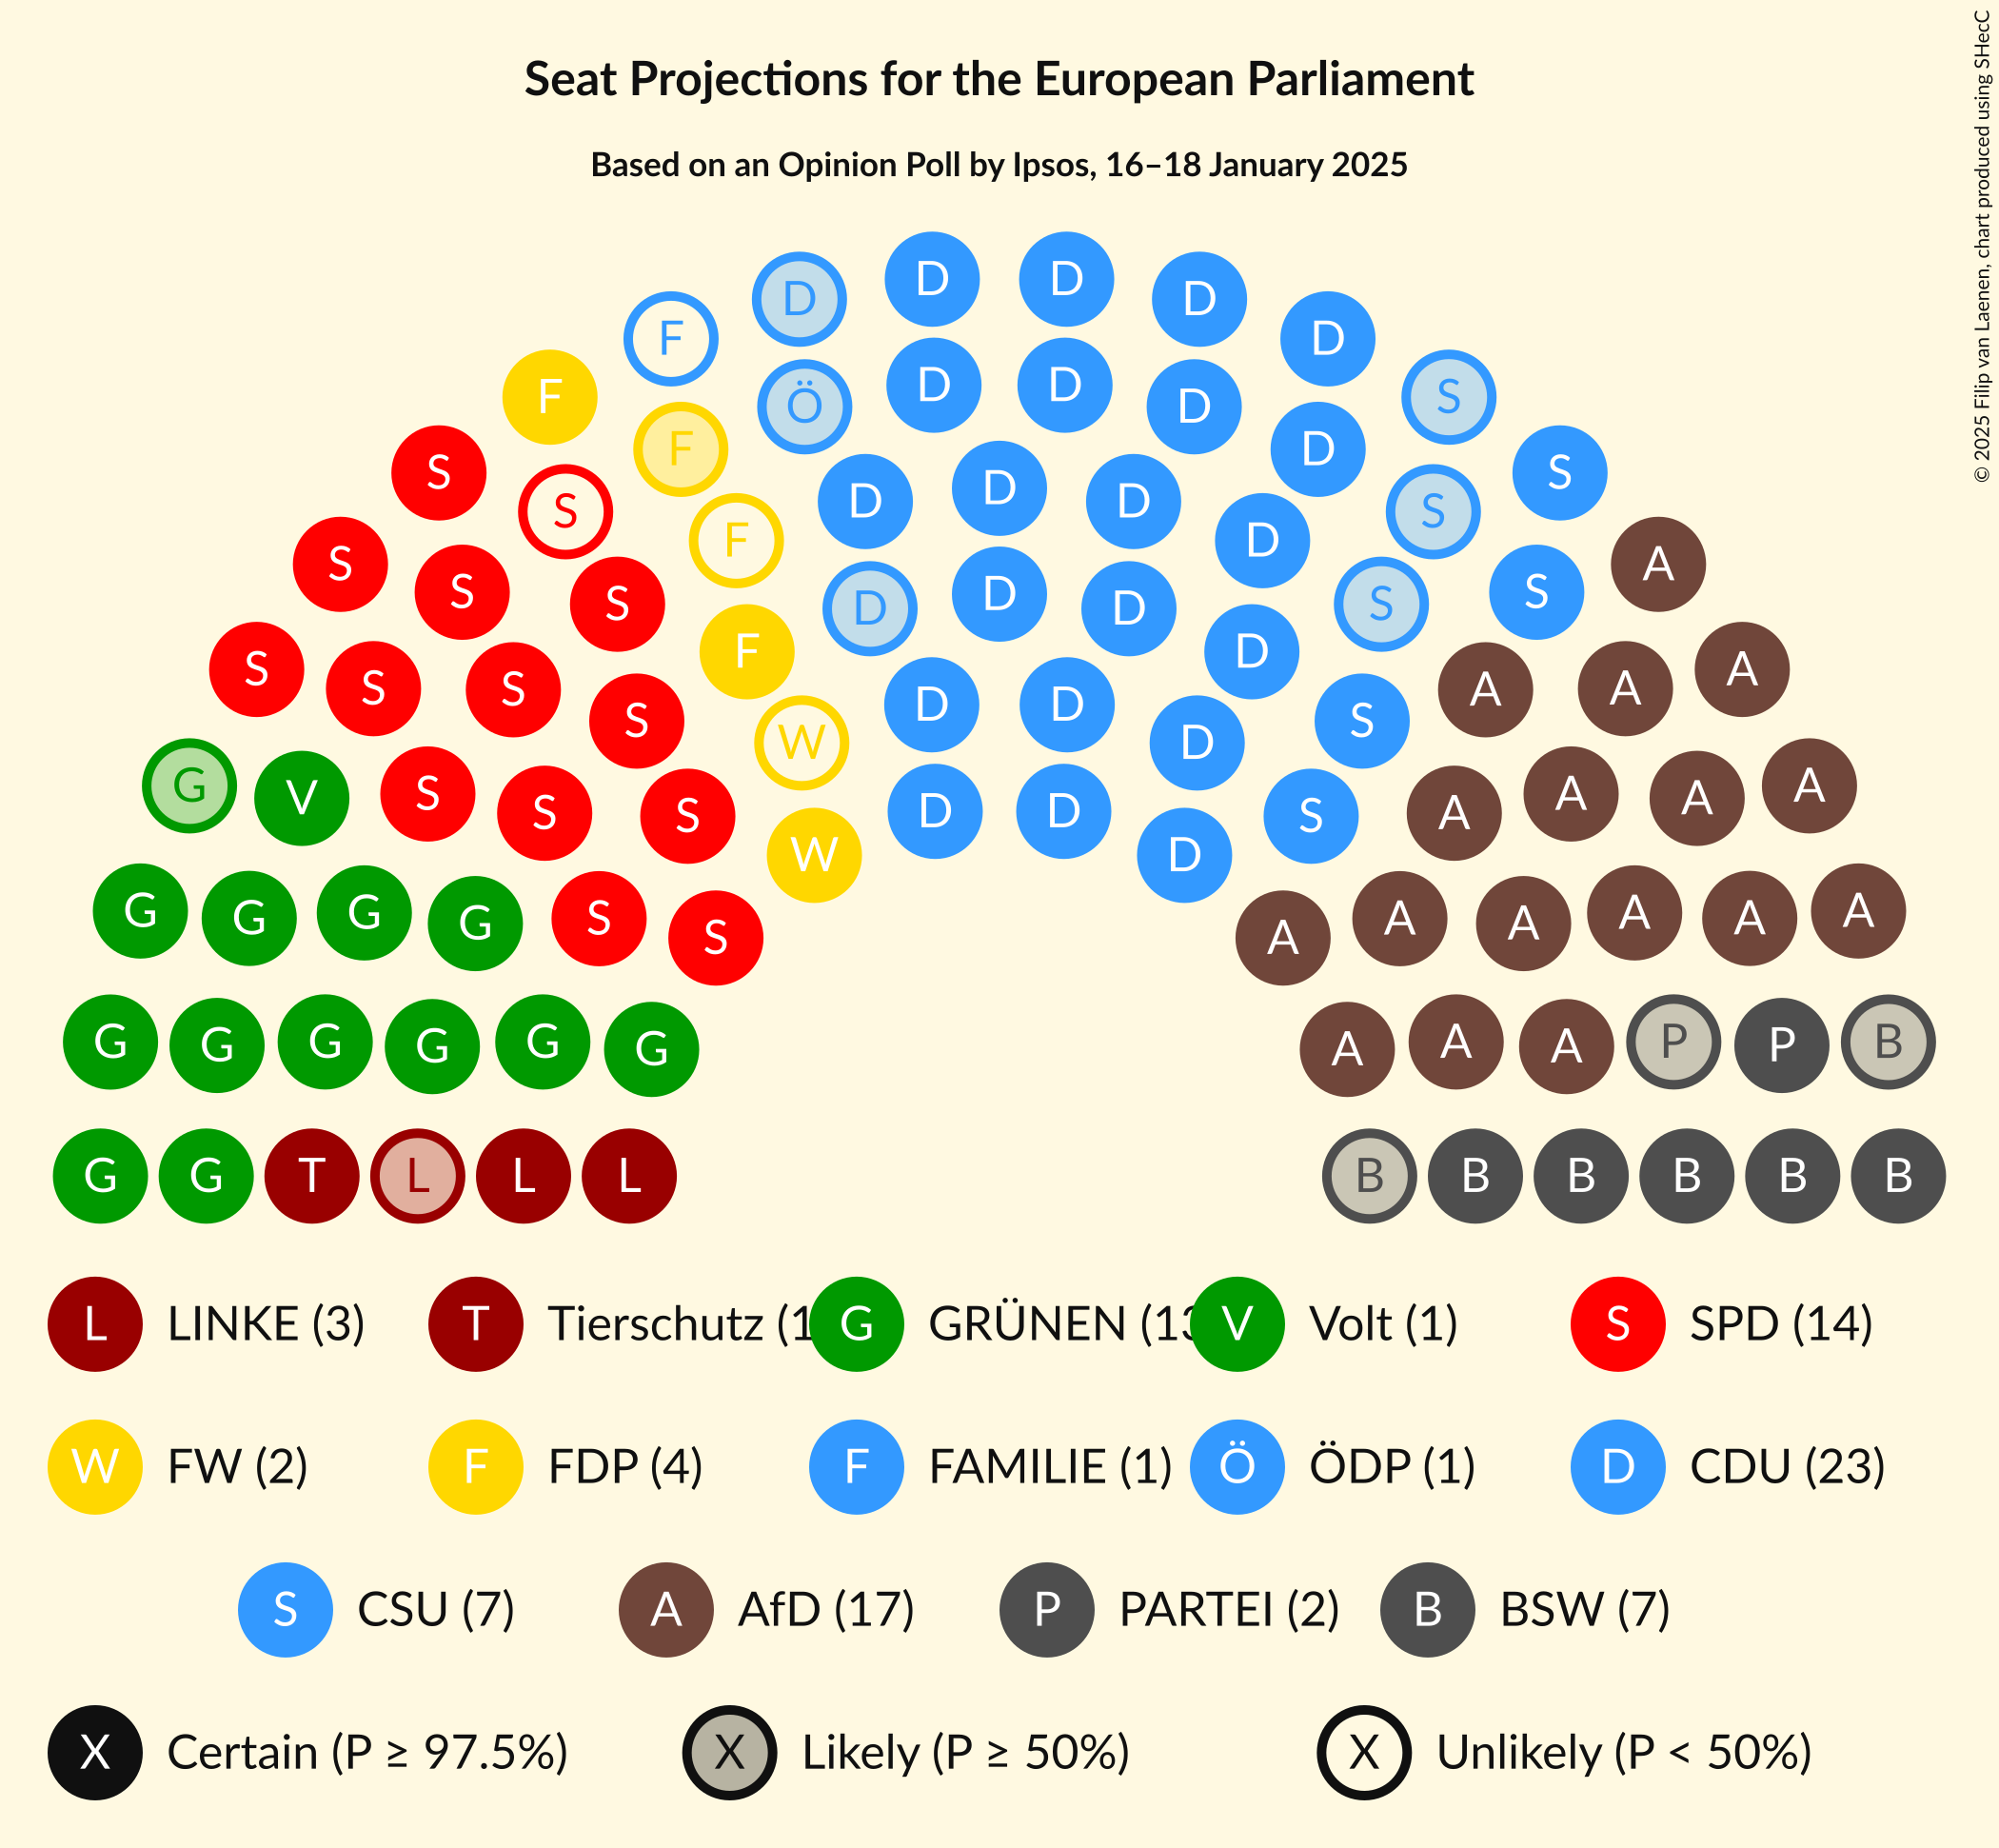 © 2025 Filip van Laenen, chart produced using SHecC
Seat Projections for the European Parliament
Based on an Opinion Poll by Ipsos, 16–18 January 2025
D D
D D
F D
D D
F S
Ö D
F D
S S
D
D D
S S
F D
S A
S D S
S D D S
F D
S A
S S A A
D D
S S
W D
G A
V S A A
S D D A
S S
W D
G G G G S A A A A A
S A
G G G G G G A A A P P B
G G T L L L B B B B B B
L LINKE (3) T Tierschutz (1 G GRÜNEN (13 V Volt (1) S SPD (14)
W FW (2) F FDP (4) F FAMILIE (1) Ö ÖDP (1) D CDU (23)
S CSU (7) A AfD (17) P PARTEI (2) B BSW (7)
X Certain (P ≥ 97.5%) X Likely (P ≥ 50%) X Unlikely (P < 50%)